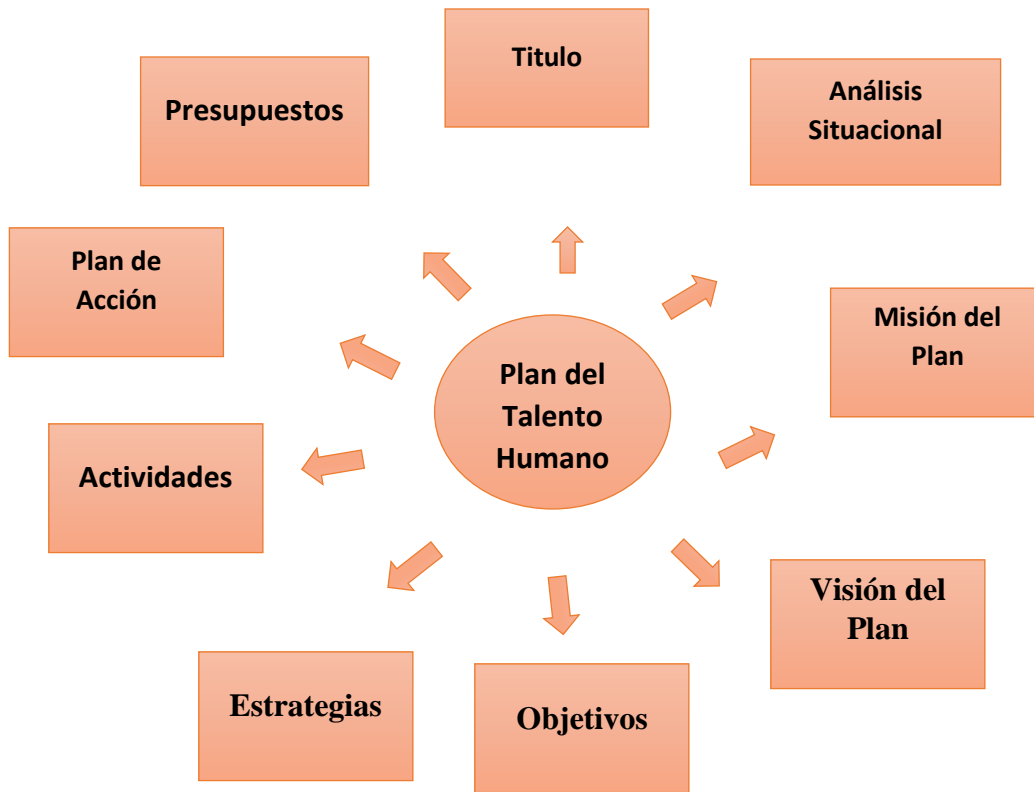 Titulo
Presupuestos
Análisis
Situacional
Plan de
Acción
Misión del
Plan
Plan del
Talento
Humano
Actividades
Visión del
Plan
Estrategias
Objetivos